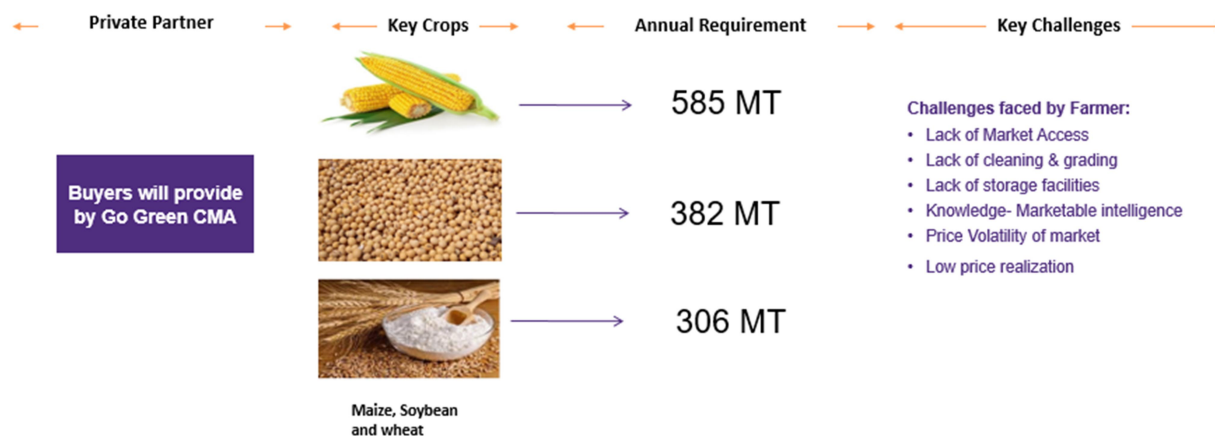 Private Partner
Key Crops
Annual Requirement
Key Challenges
Buyers will provide
by Go Green CMA
585 MT
382 MT
306 MT
Maize, Soybean
and wheat
Challenges faced by Farmer:
• Lack of Market Access
• Lack of cleaning & grading
• Lack of storage facilities
• Knowledge- Marketable intelligence
• Price Volatility of market
• Low price realization